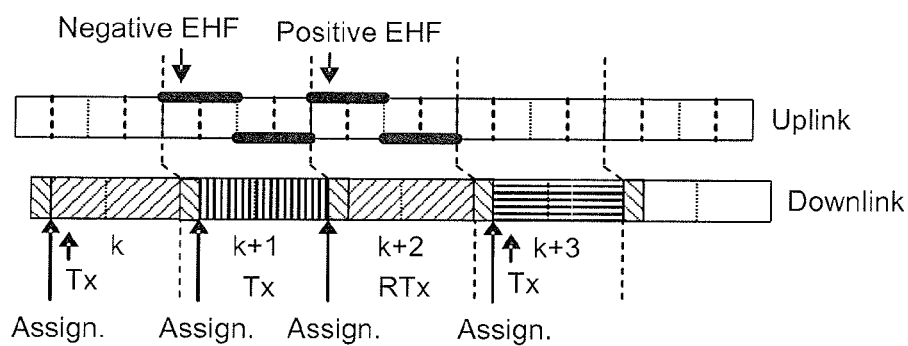 Negative EHF
Positive EHF
Uplink
Downlink
k
k+1
k+2
k+3
Tx
Tx
RTx
Tx
Assign.
Assign.
Assign.
Assign.